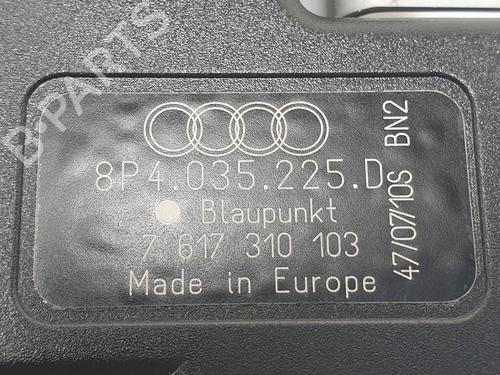 B-PARTS
8P4.035.225.D
Blaupunkt
7 617 310 103
Made in Europe
47/07/10S BN2